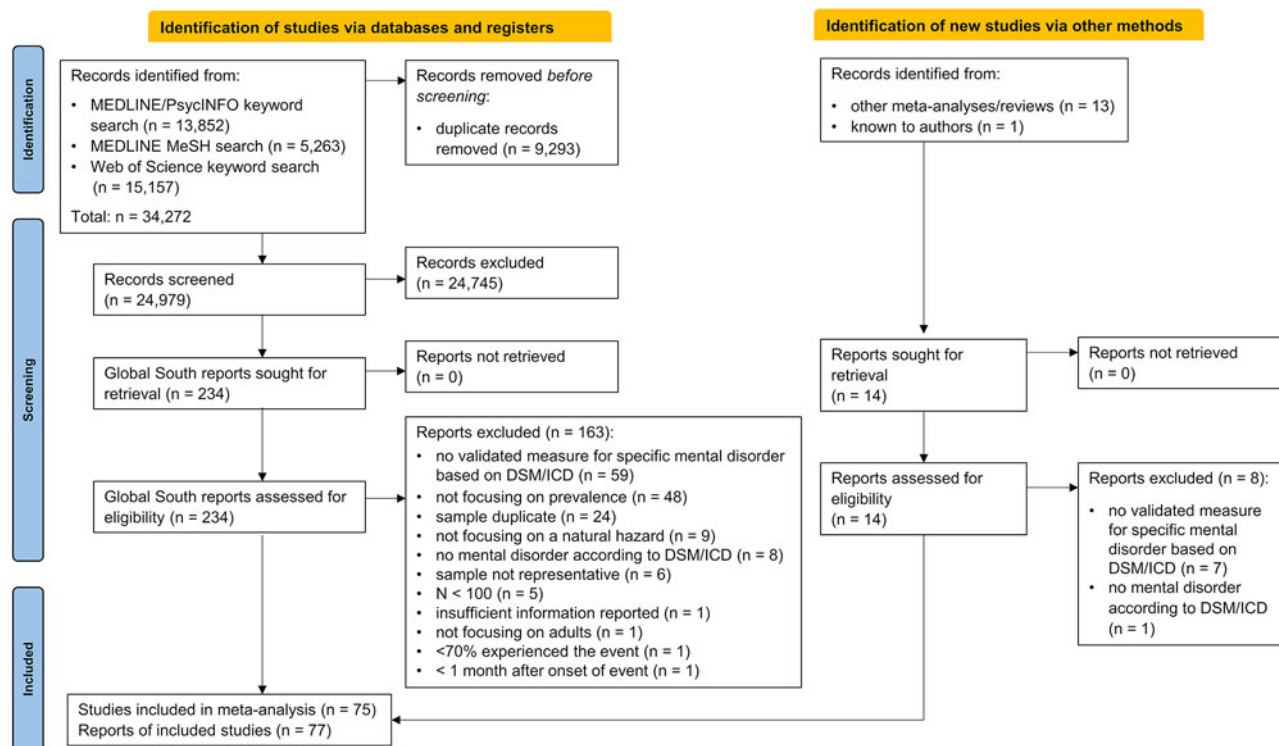 Identification of studies via databases and registers
Identification of new studies via other methods
Identification
Records identified from:
• MEDLINE/PsycINFO keyword
search (n = 13,852)
• MEDLINE MeSH search (n = 5,263)
• Web of Science keyword search
(n = 15,157)
Total: n = 34,272
Records removed before
screening:
• duplicate records
removed (n = 9,293)
Records identified from:
• other meta-analyses/reviews (n = 13)
• known to authors (n = 1)
Screening
Records screened
(n = 24,979)
Records excluded
(n = 24,745)
Global South reports sought for
retrieval (n = 234)
Reports not retrieved
(n = 0)
Reports sought for
retrieval
(n = 14)
Reports not retrieved
(n = 0)
Global South reports assessed for
eligibility (n = 234)
Reports excluded (n = 163):
• no validated measure for specific mental disorder
based on DSM/ICD (n = 59)
• not focusing on prevalence (n = 48)
• sample duplicate (n = 24)
• not focusing on a natural hazard (n = 9)
• no mental disorder according to DSM/ICD (n = 8)
• sample not representative (n = 6)
• N < 100 (n = 5)
• insufficient information reported (n = 1)
• not focusing on adults (n = 1)
• <70% experienced the event (n = 1)
• < 1 month after onset of event (n = 1)
Reports assessed for
eligibility
(n = 14)
Reports excluded (n = 8):
• no validated measure
for specific mental
disorder based on
DSM/ICD (n = 7)
• no mental disorder
according to DSM/ICD
(n = 1)
Included
Studies included in meta-analysis (n = 75)
Reports of included studies (n = 77)